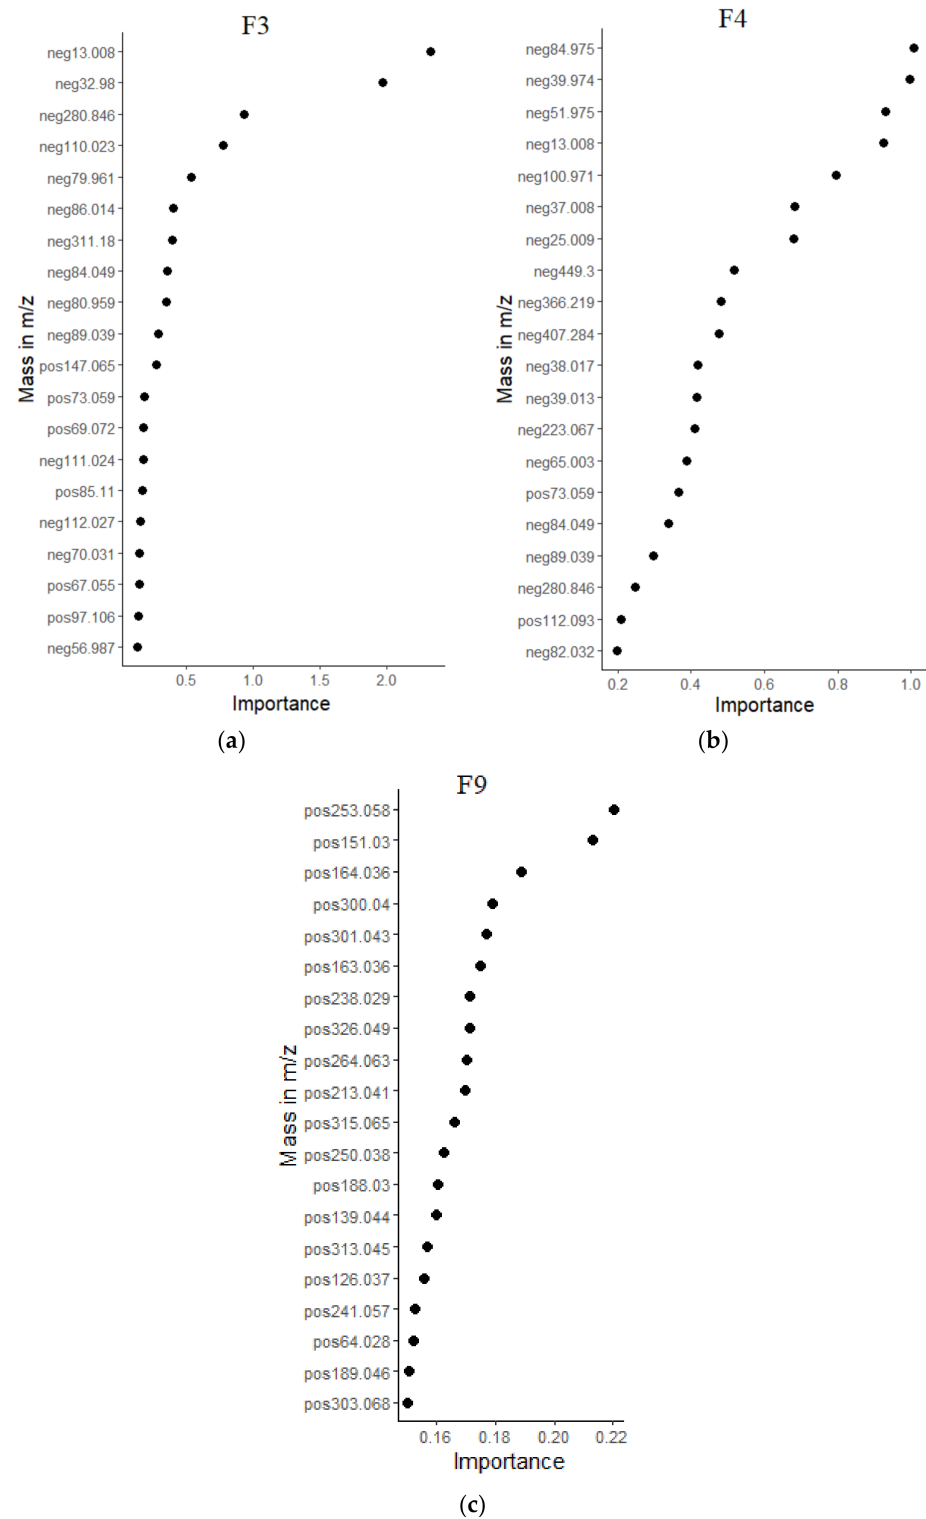 F3
neg13.008
neg32.98
neg280.846
neg110.023
neg79.961
neg86.014
neg311.18
neg84.049
neg80.959
neg89.039
pos147.065
pos73.059
pos69.072
neg111.024
pos85.11
neg112.027
neg70.031
pos67.055
pos97.106
neg56.987
Mass in m/z
0.5 1.0 1.5 2.0
Importance
(a)
F4
neg84.975
neg39.974
neg51.975
neg13.008
neg100.971
neg37.008
neg25.009
neg449.3
neg366.219
neg407.284
neg38.017
neg39.013
neg223.067
neg65.003
pos73.059
neg84.049
neg89.039
neg280.846
pos112.093
neg82.032
Mass in m/z
0.2 0.4 0.6 0.8 1.0
Importance
(b)
F9
pos253.058
pos151.03
pos164.036
pos300.04
pos301.043
pos163.036
pos238.029
pos326.049
pos264.063
pos213.041
pos315.065
pos250.038
pos188.03
pos139.044
pos313.045
pos126.037
pos241.057
pos64.028
pos189.046
pos303.068
Mass in m/z
0.16 0.18 0.20 0.22
Importance
(c)